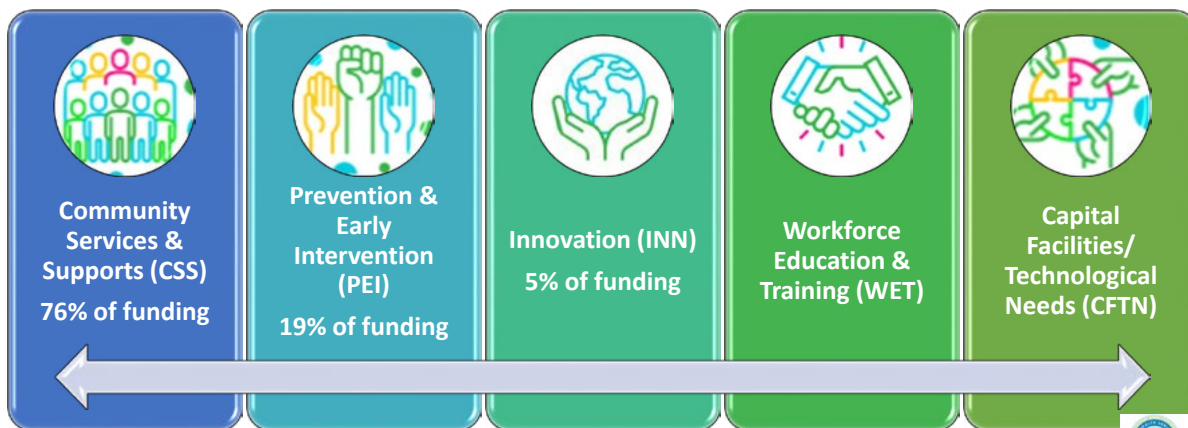 Community
Services &
Supports (CSS)
76% of funding
Prevention &
Early
Intervention
(PEI)
19% of funding
Innovation (INN)
5% of funding
Workforce
Education &
Training (WET)
Capital
Facilities/
Technological
Needs (CFTN)